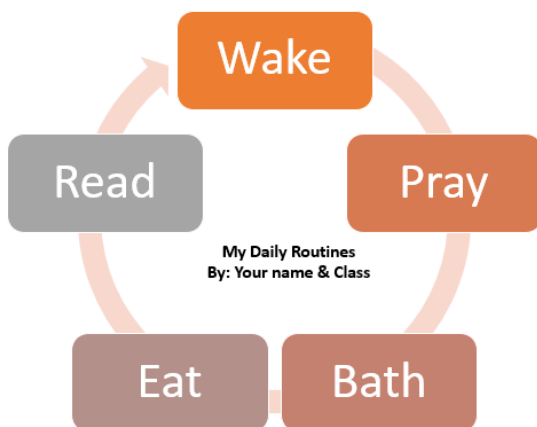 Wake
Pray
Bath
Eat
Read
My Daily Routines
By: Your name & Class